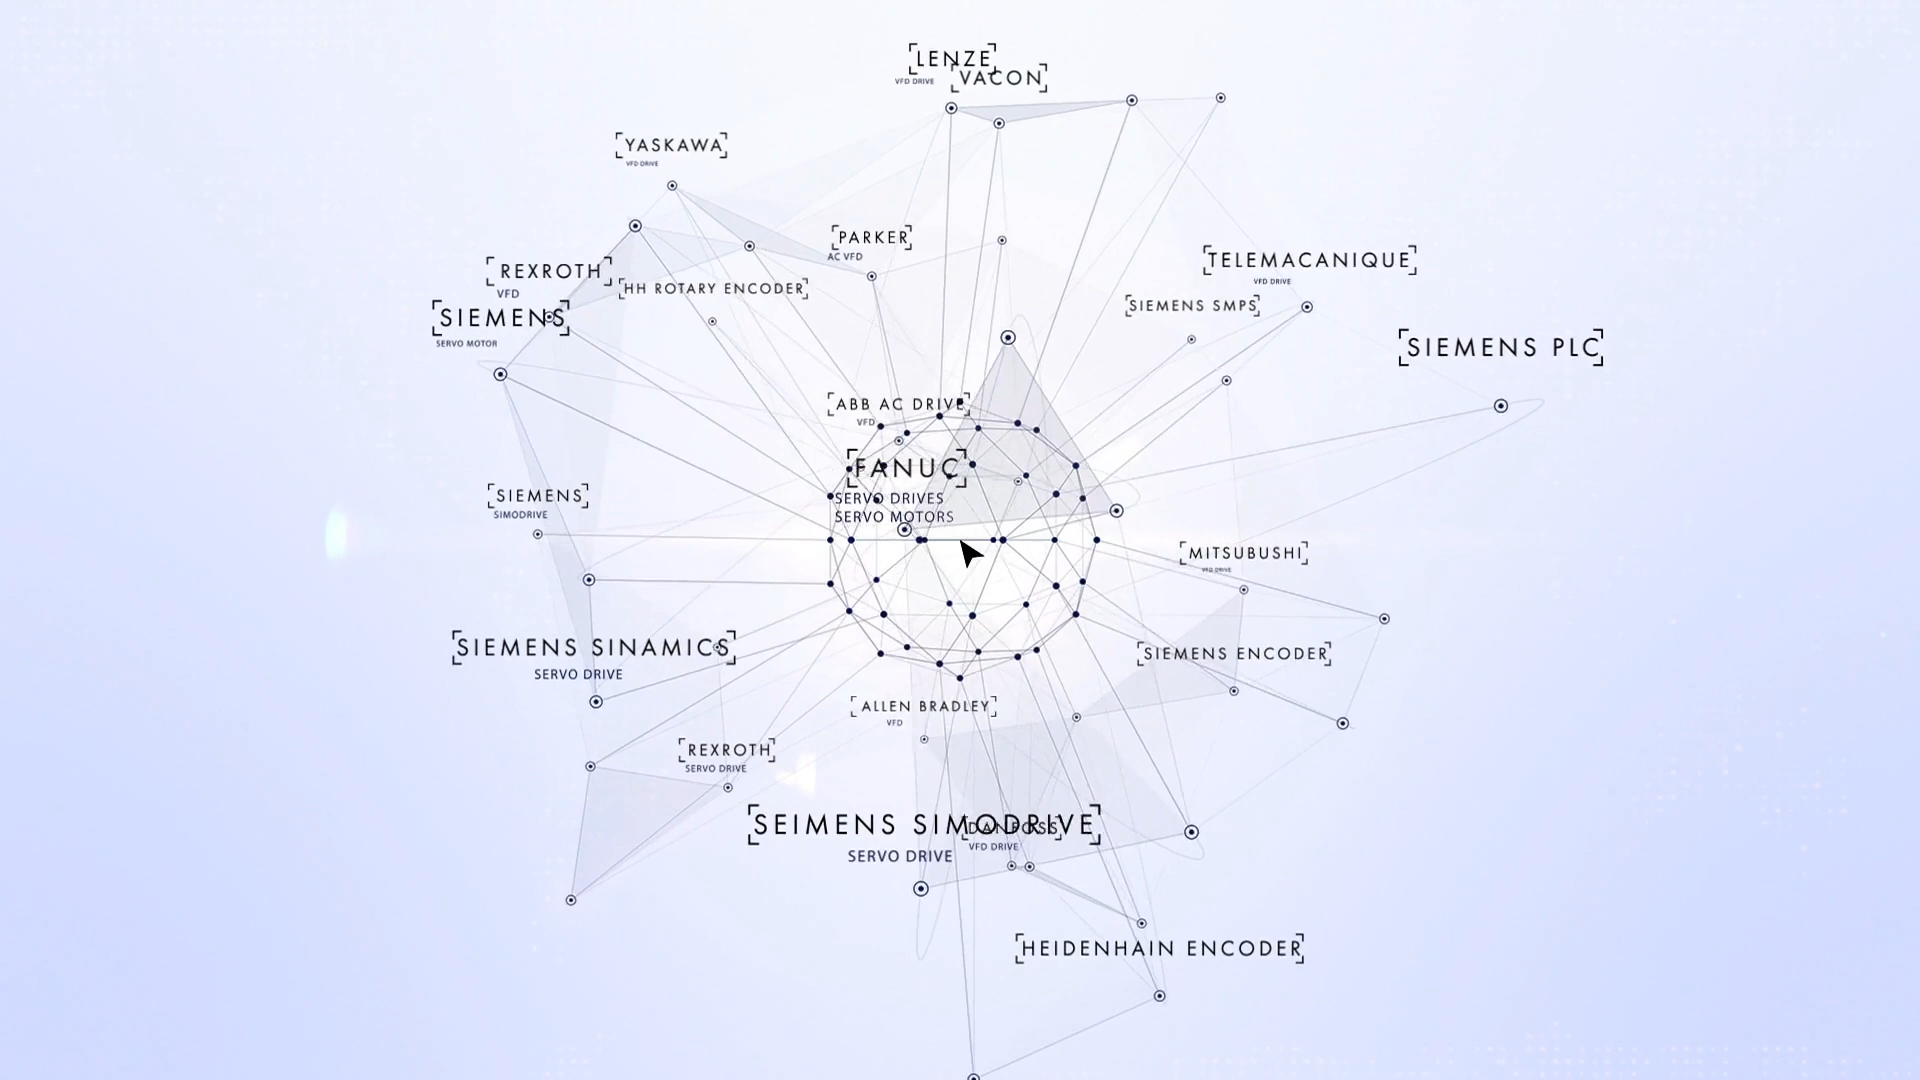 LENZE
VFD DRIVE
VACON
YASKAWA
VFD DRIVE
PARKER
AC VFD
REXROTH
VFD
HH ROTARY ENCODER
TELEMACANIQUE
VFD DRIVE
SIEMENS SMPS
SIEMENS
SERVO MOTOR
SIEMENS PLC
ABB AC DRIVE
VFD
FANUC
SERVO DRIVES
SERVO MOTORS
SIEMENS
SIMODRIVE
MITSUBUSHI
VFD DRIVE
SIEMENS SINAMICS
SERVO DRIVE
SIEMENS ENCODER
ALLEN BRADLEY
VFD
REXROTH
SERVO DRIVE
SEIMENS SIMODRIVE
SERVO DRIVE
DANFOSS
VFD DRIVE
HEIDENHAIN ENCODER